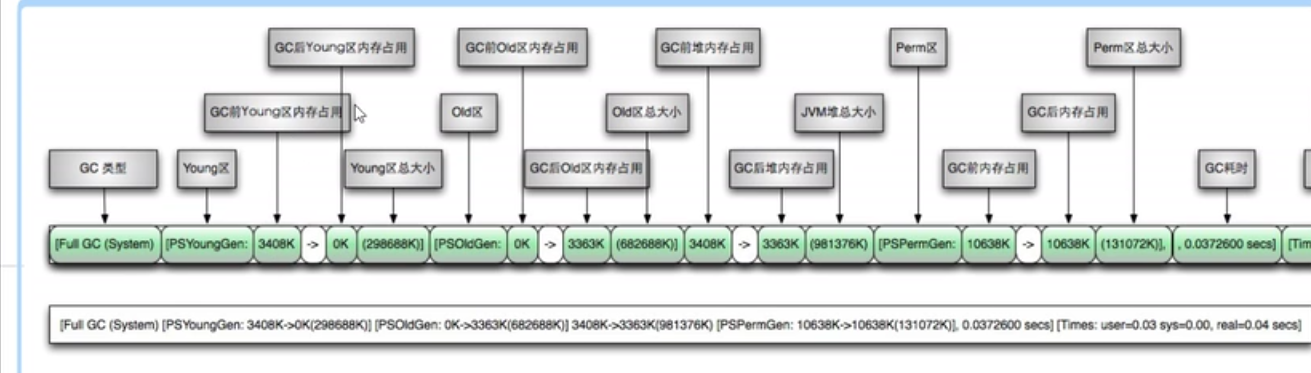 GC后Young区内存占用 GC前Old区内存占用 GC前堆内存占用 Perm区 Perm区总大小
GC前Young区内存占用 Old区 Old区总大小 JVM堆总大小 GC后内存占用
GC 类型 Young区 Young区总大小 GC后Old区内存占用 GC后堆内存占用 GC前内存占用 GC耗时
[Full GC (System) [PSYoungGen: 3408K -> 0K (298688K)] [PSOldGen: 0K -> 3363K (682688K)] 3408K -> 3363K (981376K) [PSPermGen: 10638K -> 10638K (131072K)], , 0.0372600 secs] [Tim
[Full GC (System) [PSYoungGen: 3408K->0K(298688K)] [PSOldGen: 0K->3363K(682688K)] 3408K->3363K(981376K) [PSPermGen: 10638K->10638K(131072K)], 0.0372600 secs] [Times: user=0.03 sys=0.00, real=0.04 secs]